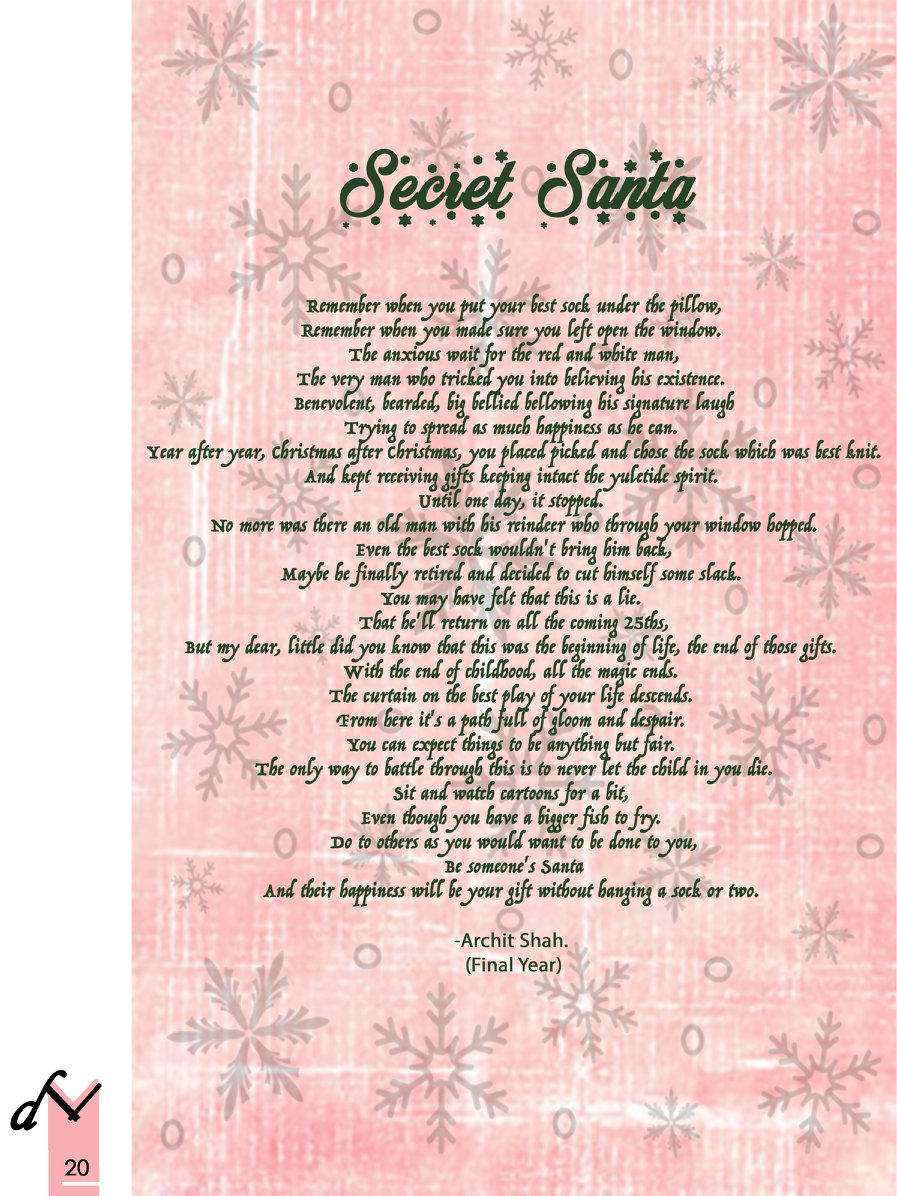 Secret Santa
Remember when you put your best sock under the pillow,
Remember when you made sure you left open the window.
The anxious wait for the red and white man,
The very man who tricked you into believing his existence.
Benevolent, bearded, big bellied bellowing his signature laugh
Trying to spread as much happiness as he can.
Year after year, Christmas after Christmas, you placed picked and chose the sock which was best knit.
And kept receiving gifts keeping intact the yuletide spirit.
Until one day, it stopped.
No more was there an old man with his reindeer who through your window hopped.
Even the best sock wouldn't bring him back,
Maybe he finally retired and decided to cut himself some slack.
You may have felt that this is a lie.
That he'll return on all the coming 25ths,
But my dear, little did you know that this was the beginning of life, the end of those gifts.
With the end of childhood, all the magic ends.
The curtain on the best play of your life descends.
From here it's a path full of gloom and despair.
You can expect things to be anything but fair.
The only way to battle through this is to never let the child in you die.
Sit and watch cartoons for a bit,
Even though you have a bigger fish to fry.
Do to others as you would want to be done to you,
Be someone's Santa
And their happiness will be your gift without hanging a sock or two.
-Archit Shah.
(Final Year)
20